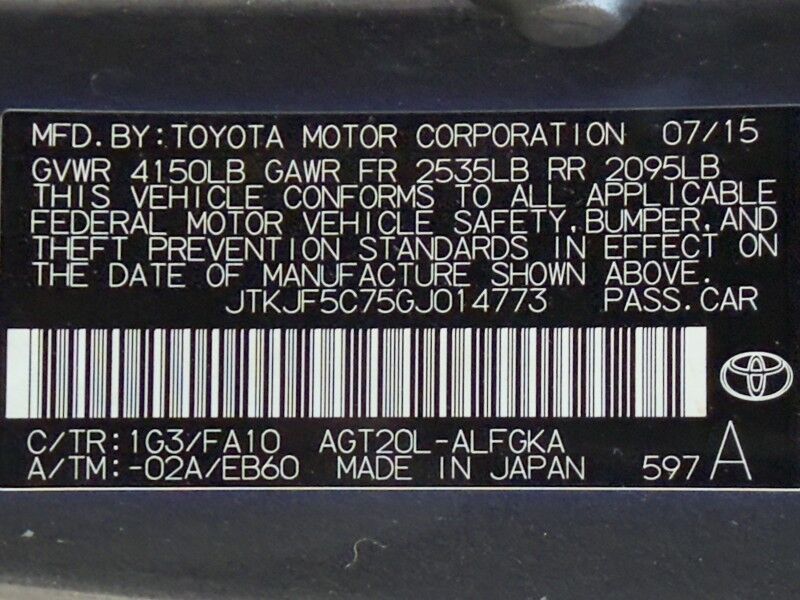 MFD.BY:TOYOTA MOTOR CORPORATION 07/15
GVWR 4150LB GAWR FR 2535LB RR 2095LB
THIS VEHICLE CONFORMS TO ALL APPLICABLE
FEDERAL MOTOR VEHICLE SAFETY,BUMPER,AND
THEFT PREVENTION STANDARDS IN EFFECT ON
THE DATE OF MANUFACTURE SHOWN ABOVE.
JTKJF5C75GJ014773 PASS.CAR
C/TR:1G3/FA10 AGT20L-ALFGKA
A/TM:-02A/EB60 MADE IN JAPAN 597 A